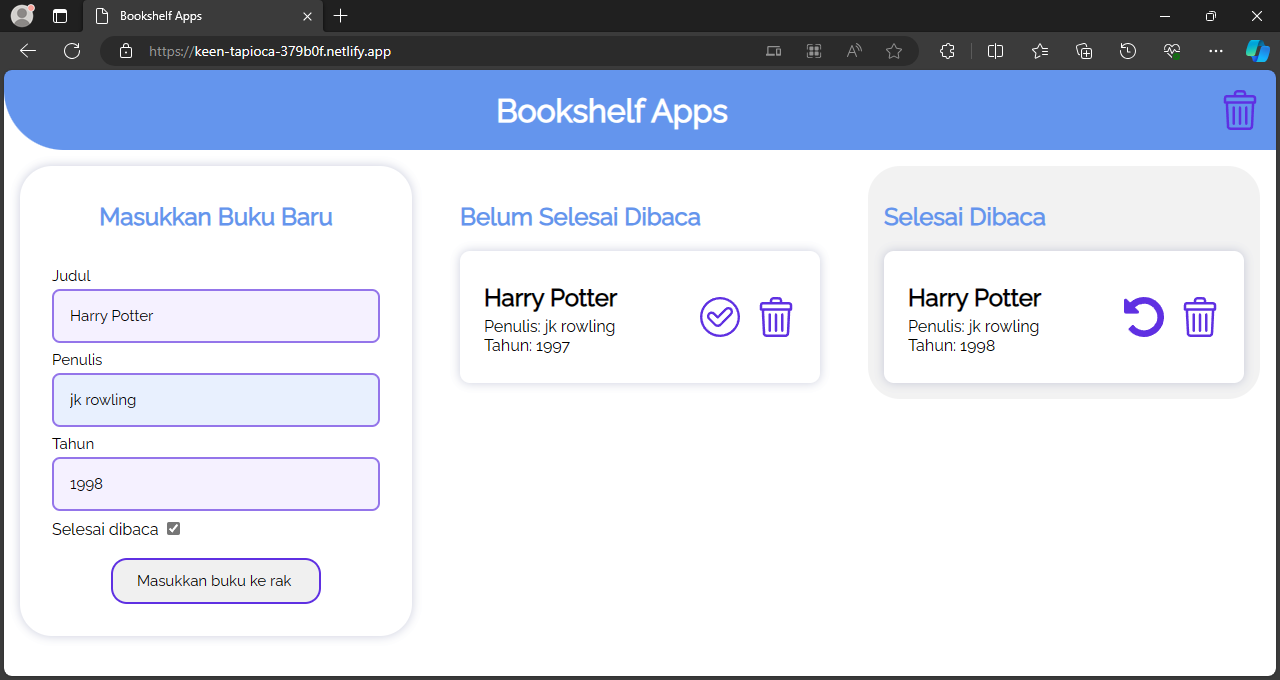 Bookshelf Apps
https://keen-tapioca-379b0f.netlify.app
Bookshelf Apps
Masukkan Buku Baru
Judul
Harry Potter
Penulis
jk rowling
Tahun
1998
Selesai dibaca
Masukkan buku ke rak
Belum Selesai Dibaca
Harry Potter
Penulis: jk rowling
Tahun: 1997
Selesai Dibaca
Harry Potter
Penulis: jk rowling
Tahun: 1998